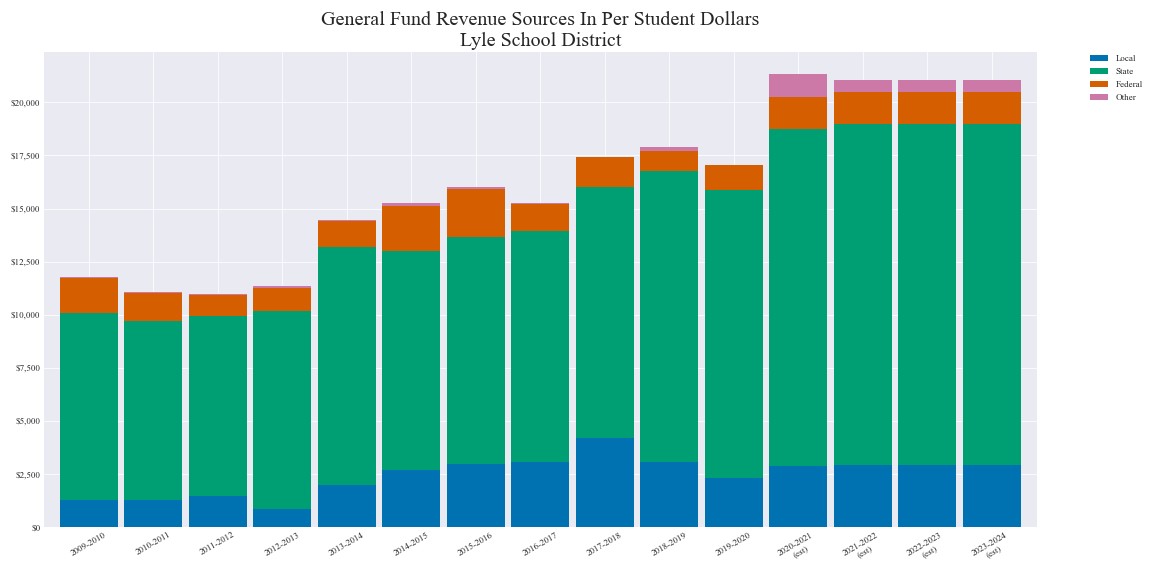 General Fund Revenue Sources In Per Student Dollars
Lyle School District
Local
State
Federal
Other
$20,000
$17,500
$15,000
$12,500
$10,000
$7,500
$5,000
$2,500
$0
2009-2010
2010-2011
2011-2012
2012-2013
2013-2014
2014-2015
2015-2016
2016-2017
2017-2018
2018-2019
2019-2020
2020-2021
(est)
2021-2022
(est)
2022-2023
(est)
2023-2024
(est)